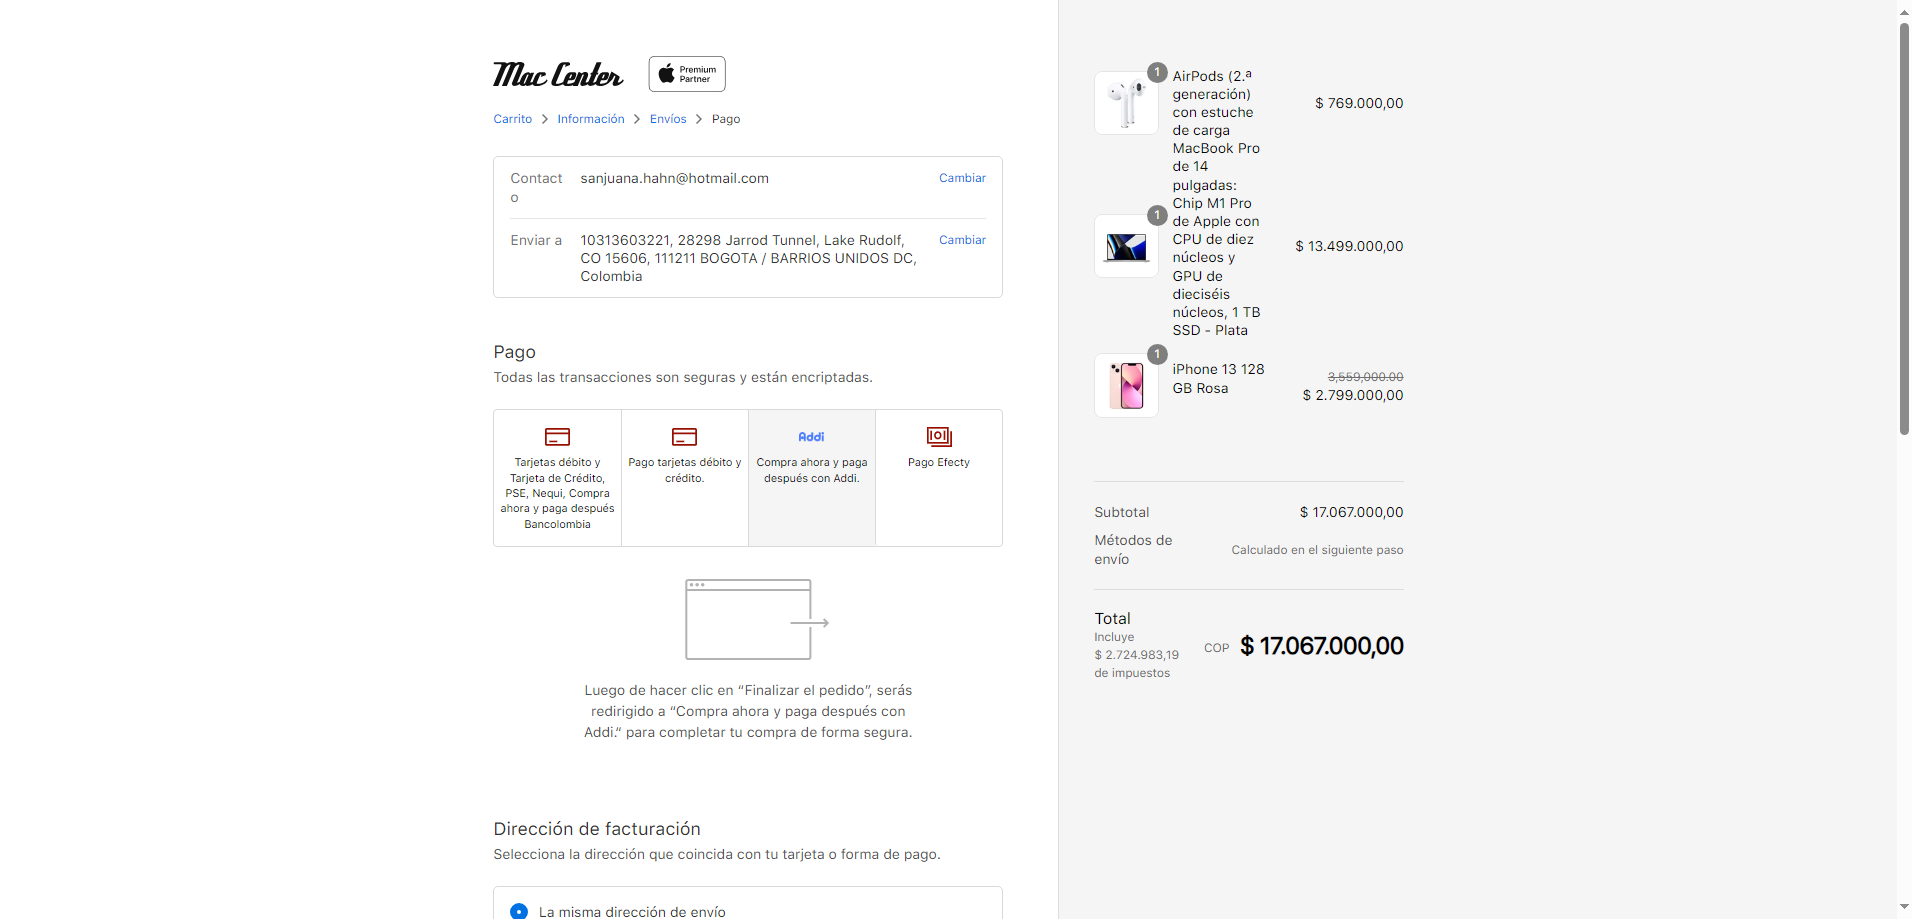 Mac Center
Premium
Partner
Carrito > Información > Envíos > Pago
Contact
o
sanjuana.hahn@hotmail.com
Cambiar
Enviar a
10313603221, 28298 Jarrod Tunnel, Lake Rudolf,
CO 15606, 111211 BOGOTA / BARRIOS UNIDOS DC,
Colombia
Cambiar
Pago
Todas las transacciones son seguras y están encriptadas.
Tarjetas débito y
Tarjeta de Crédito,
PSE, Nequi, Compra
ahora y paga después
Bancolombia
Pago tarjetas débito y
crédito.
Addi
Compra ahora y paga
después con Addi.
Pago Efecty
Luego de hacer clic en “Finalizar el pedido”, serás
redirigido a “Compra ahora y paga después con
Addi.“ para completar tu compra de forma segura.
Dirección de facturación
Selecciona la dirección que coincida con tu tarjeta o forma de pago.
La misma dirección de envío
1
AirPods (2.ª
generación)
con estuche
de carga
$ 769.000,00
1
MacBook Pro
de 14
pulgadas:
Chip M1 Pro
de Apple con
CPU de diez
núcleos y
GPU de
dieciséis
núcleos, 1 TB
SSD - Plata
$ 13.499.000,00
1
iPhone 13 128
GB Rosa
3,559,000.00
$ 2.799.000,00
Subtotal
$ 17.067.000,00
Métodos de
envío
Calculado en el siguiente paso
Total
Incluye
$ 2.724.983,19
de impuestos
COP $ 17.067.000,00